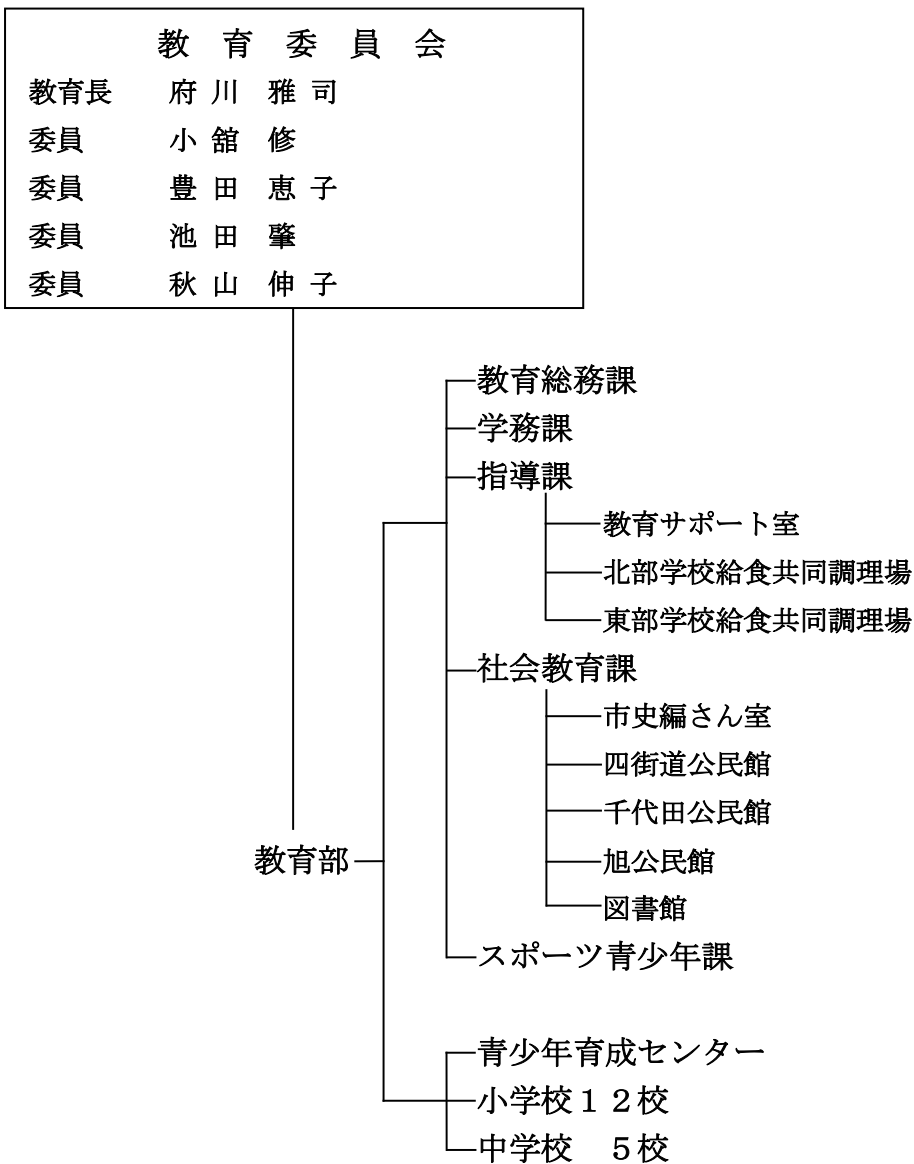 教 育 委 員 会
教育長 府川 雅司
委員 小舘 修
委員 豊田 恵子
委員 池田 肇
委員 秋山 伸子
教育総務課
学務課
指導課
教育サポート室
北部学校給食共同調理場
東部学校給食共同調理場
社会教育課
市史編さん室
四街道公民館
千代田公民館
教育部
旭公民館
図書館
スポーツ青少年課
青少年育成センター
小学校１２校
中学校 ５校